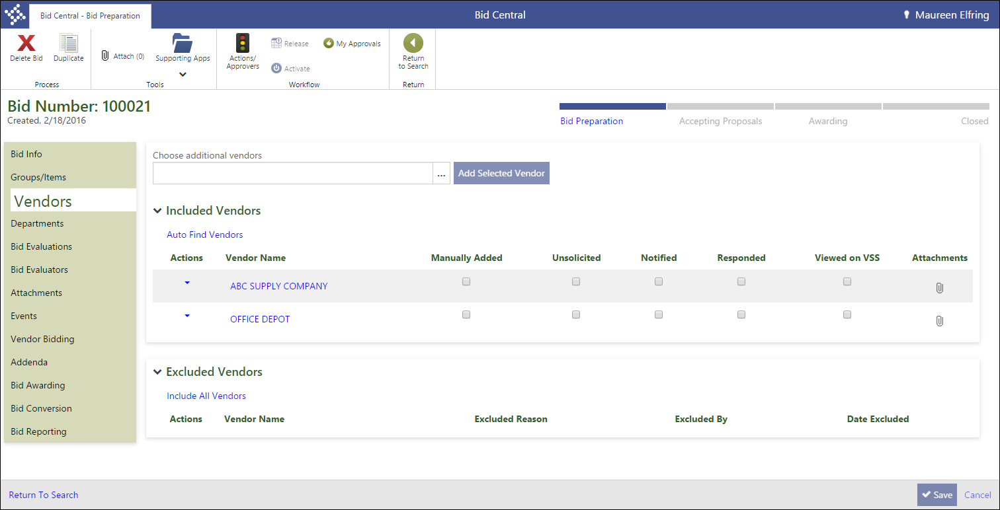 Bid Central - Bid Preparation
Bid Central
Maureen Elfring
Delete Bid
Duplicate
Process
Attach (0)
Supporting Apps
Tools
Actions/
Approvers
Release
My Approvals
Activate
Workflow
Return
to Search
Return
Bid Number: 100021
Created, 2/18/2016
Bid Preparation
Accepting Proposals
Awarding
Closed
Bid Info
Groups/Items
Vendors
Departments
Bid Evaluations
Bid Evaluators
Attachments
Events
Vendor Bidding
Addenda
Bid Awarding
Bid Conversion
Bid Reporting
Choose additional vendors
...
Add Selected Vendor
Included Vendors
Auto Find Vendors
Actions Vendor Name Manually Added Unsolicited Notified Responded Viewed on VSS Attachments
ABC SUPPLY COMPANY
OFFICE DEPOT
Excluded Vendors
Include All Vendors
Actions Vendor Name Excluded Reason Excluded By Date Excluded
Return To Search
Save
Cancel